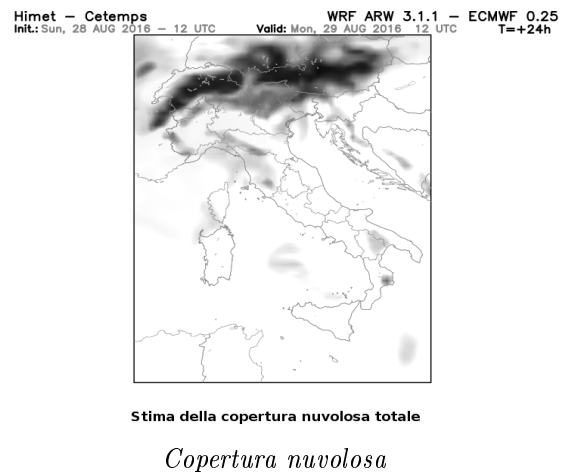 Himet – Cetemps WRF ARW 3.1.1 – ECMWF 0.25
Init.: Sun, 28 AUG 2016 – 12 UTC Valid: Mon, 29 AUG 2016 12 UTC T=+24h
Stima della copertura nuvolosa totale
Copertura nuvolosa